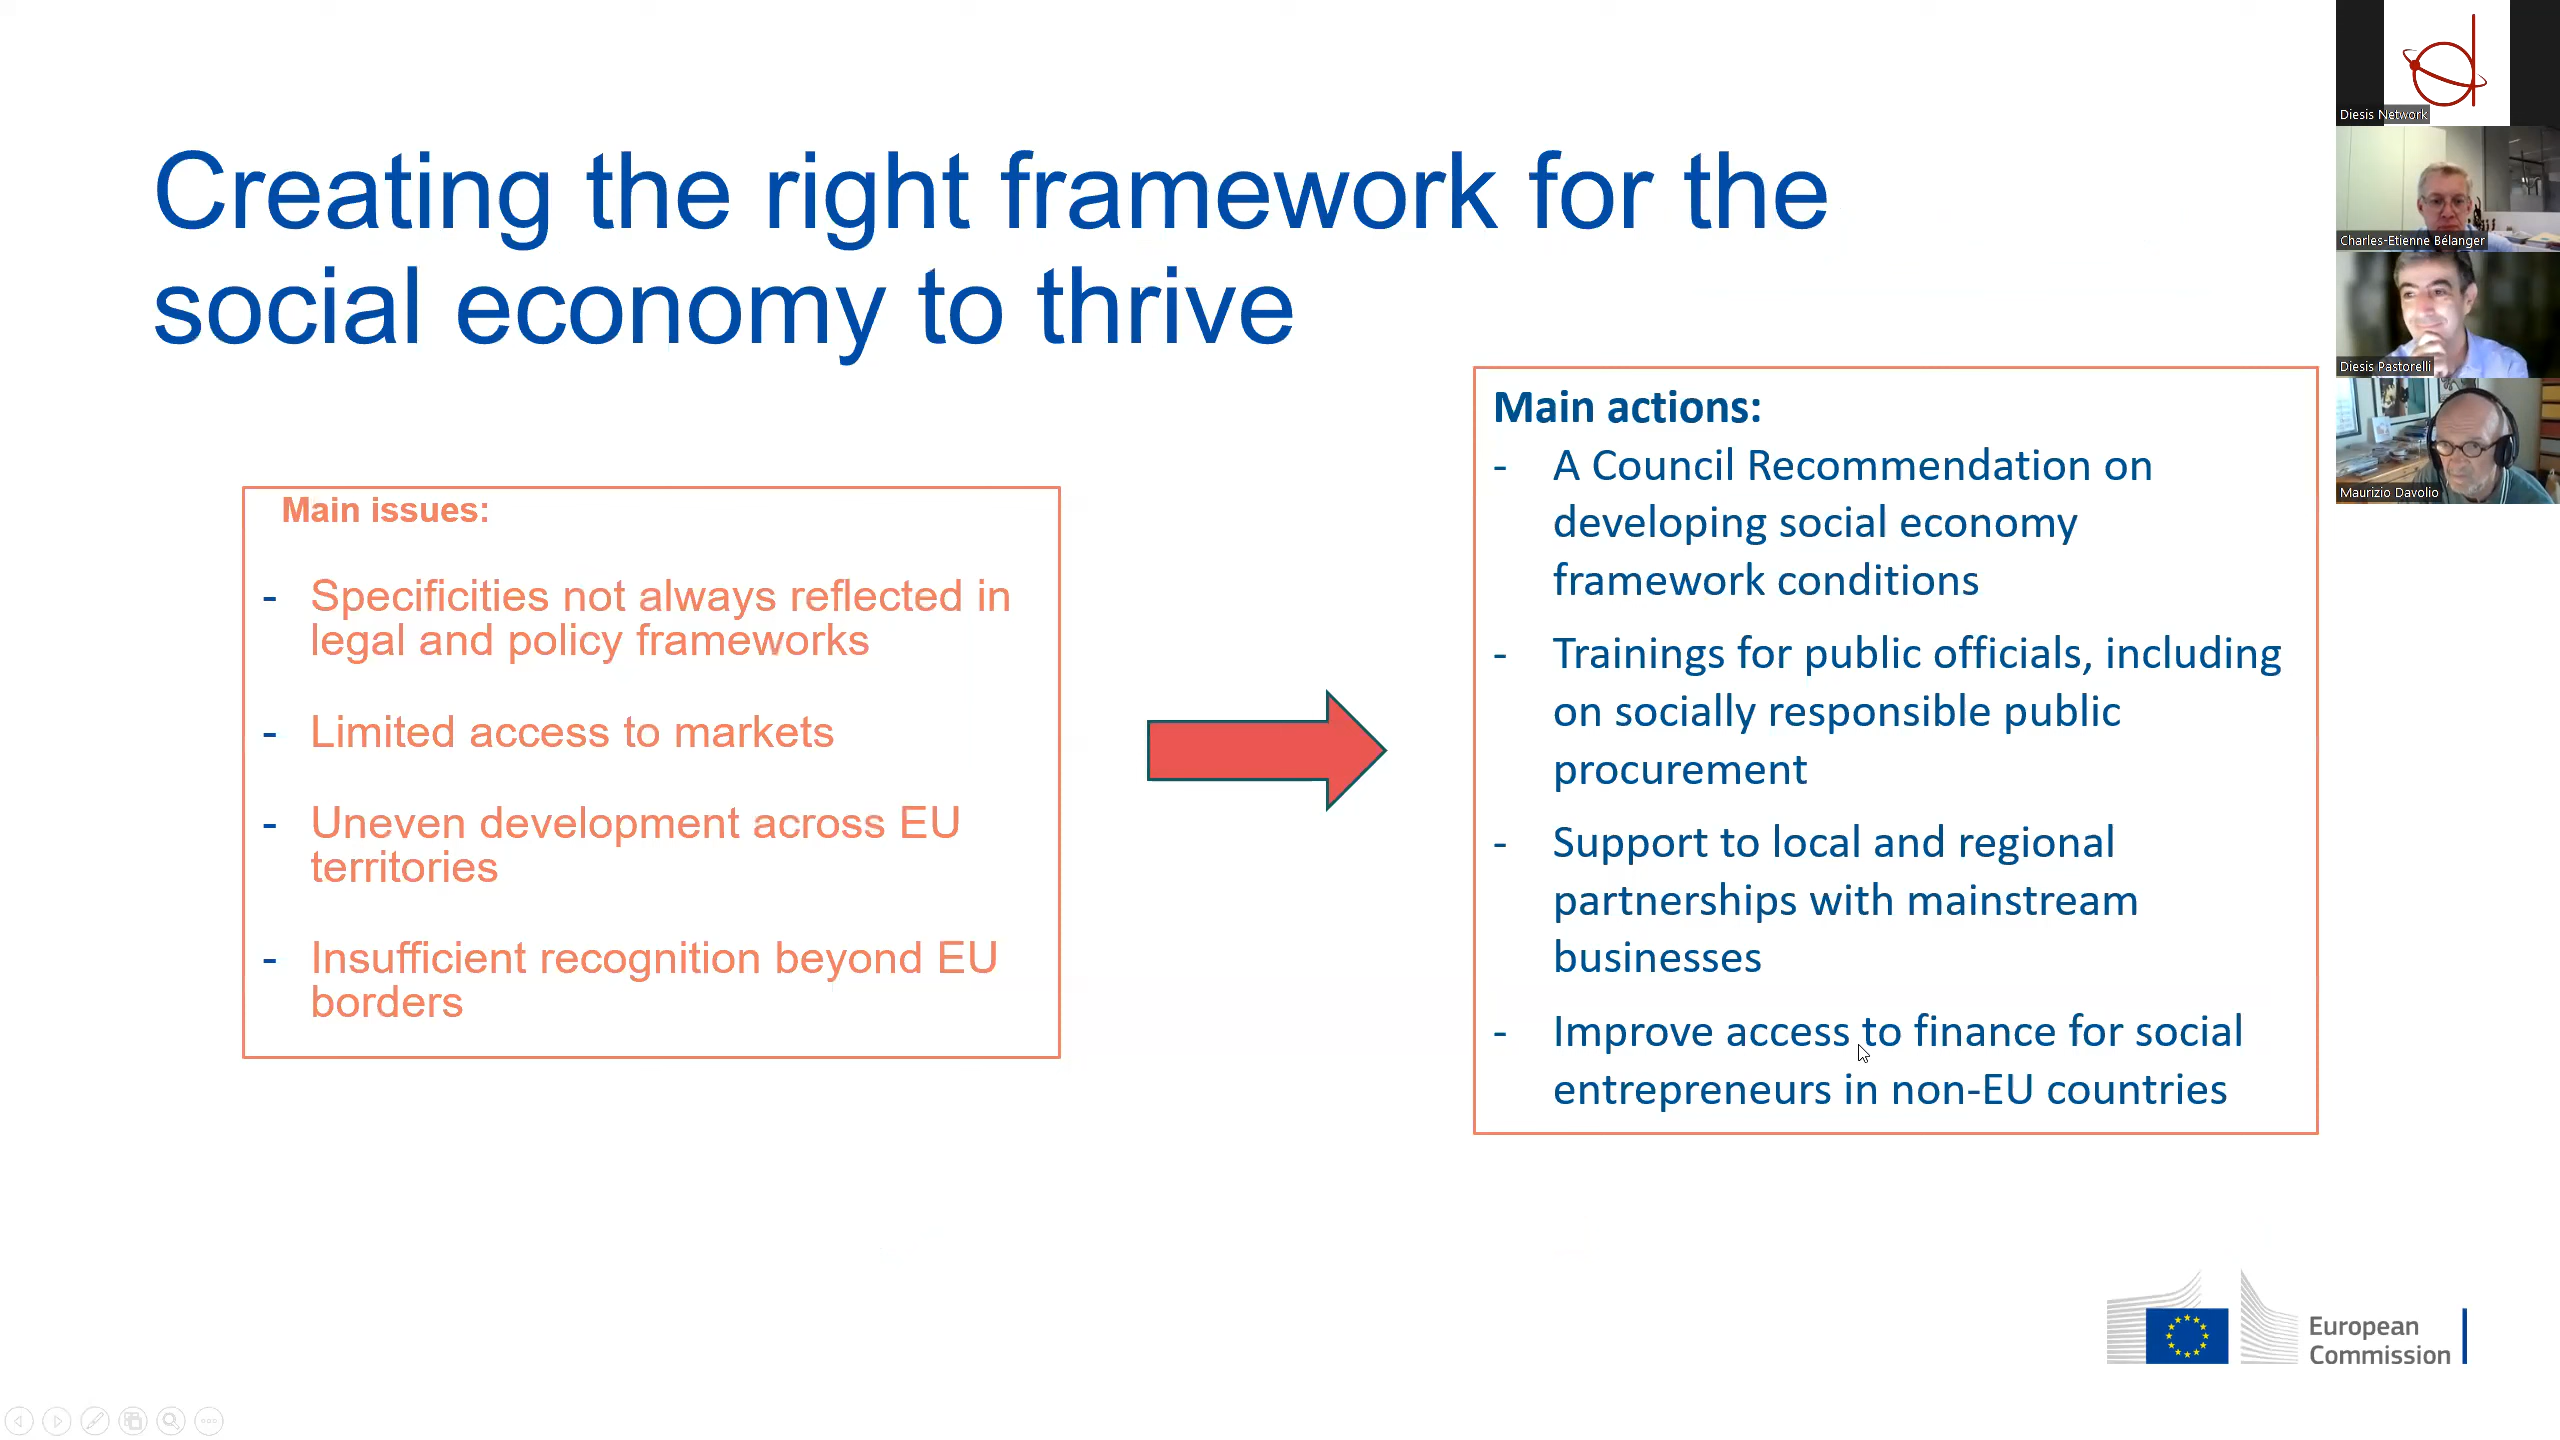 Creating the right framework for the
social economy to thrive
Main issues:
- Specificities not always reflected in
legal and policy frameworks
- Limited access to markets
- Uneven development across EU
territories
- Insufficient recognition beyond EU
borders
Main actions:
- A Council Recommendation on
developing social economy
framework conditions
- Trainings for public officials, including
on socially responsible public
procurement
- Support to local and regional
partnerships with mainstream
businesses
- Improve access to finance for social
entrepreneurs in non-EU countries
Diesis Network
Charles-Etienne Bélanger
Diesis Pastorelli
Maurizio Davolio
European
Commission